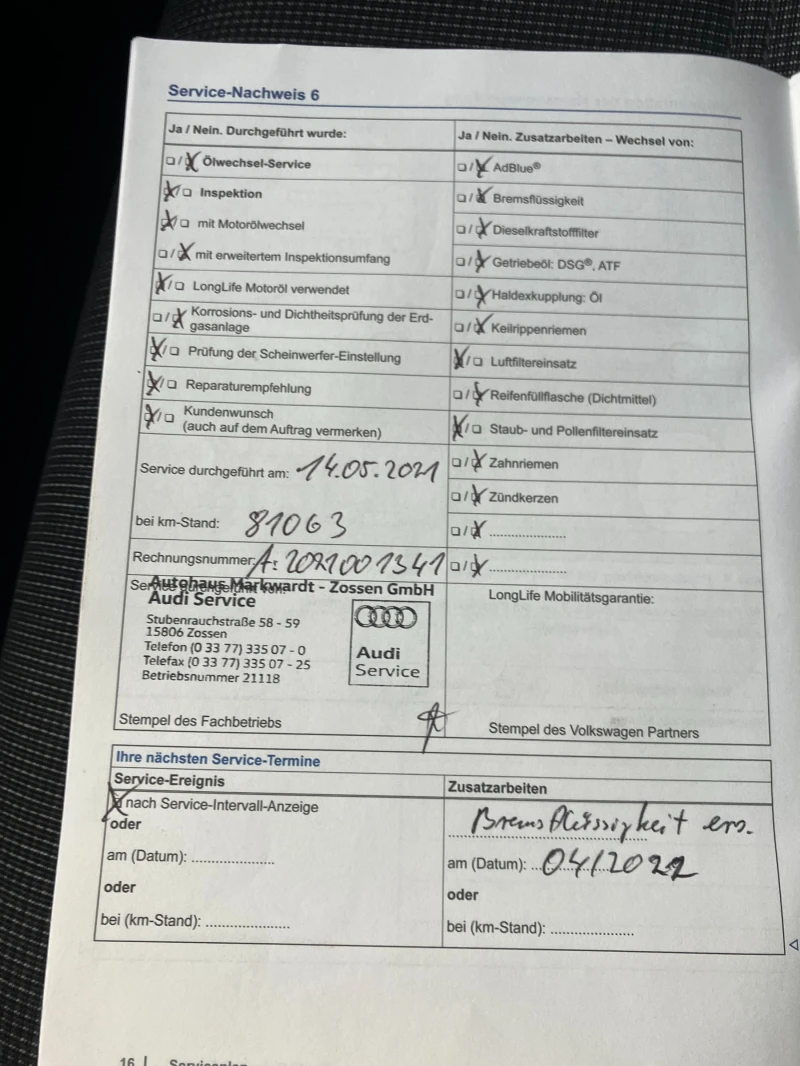 Service-Nachweis 6
Ja / Nein. Durchgeführt wurde:
❏ / ❏ Ölwechsel-Service
❏ / ❏ Inspektion
❏ / ❏ mit Motorölwechsel
❏ / ❏ mit erweitertem Inspektionsumfang
❏ / ❏ LongLife Motoröl verwendet
❏ / ❏ Korrosions- und Dichtheitsprüfung der Erd-
gasanlage
❏ / ❏ Prüfung der Scheinwerfer-Einstellung
❏ / ❏ Reparaturempfehlung
❏ / ❏ Kundenwunsch
(auch auf dem Auftrag vermerken)
Service durchgeführt am: 14.05.2021
bei km-Stand: 81063
Rechnungsnummer: A: 2021001341
Autohaus Markwardt - Zossen GmbH
Audi Service
Stubenrauchstraße 58 - 59
15806 Zossen
Telefon (0 33 77) 335 07 - 0
Telefax (0 33 77) 335 07 - 25
Betriebsnummer 21118
Audi
Service
Stempel des Fachbetriebs
Ja / Nein. Zusatzarbeiten – Wechsel von:
❏ / ❏ AdBlue®
❏ / ❏ Bremsflüssigkeit
❏ / ❏ Dieselkraftstofffilter
❏ / ❏ Getriebeöl: DSG®, ATF
❏ / ❏ Haldexkupplung: Öl
❏ / ❏ Keilrippenriemen
❏ / ❏ Luftfiltereinsatz
❏ / ❏ Reifenfüllflasche (Dichtmittel)
❏ / ❏ Staub- und Pollenfiltereinsatz
❏ / ❏ Zahnriemen
❏ / ❏ Zündkerzen
❏ / ❏ ....................
❏ / ❏ ....................
LongLife Mobilitätsgarantie:
Stempel des Volkswagen Partners
Ihre nächsten Service-Termine
Service-Ereignis
❏ nach Service-Intervall-Anzeige
oder
am (Datum): ....................
oder
bei (km-Stand): ....................
Zusatzarbeiten
Bremsflüssigkeit ers.
am (Datum): 04/2022
oder
bei (km-Stand): ....................
16 Serviceplan